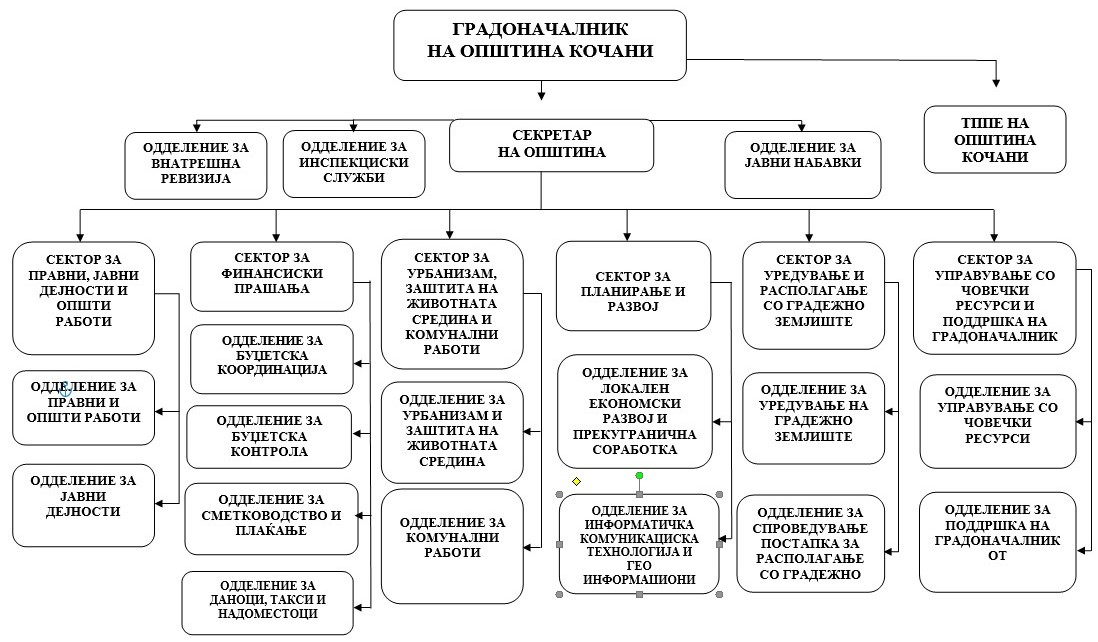 ГРАДОНАЧАЛНИК
НА ОПШТИНА КОЧАНИ
ТППЕ НА
ОПШТИНА
КОЧАНИ
ОДДЕЛЕНИЕ ЗА
ВНАТРЕШНА
РЕВИЗИЈА
ОДДЕЛЕНИЕ ЗА
ИНСПЕКЦИСКИ
СЛУЖБИ
СЕКРЕТАР
НА ОПШТИНА
ОДДЕЛЕНИЕ ЗА
ЈАВНИ НАБАВКИ
СЕКТОР ЗА
ПРАВНИ, ЈАВНИ
ДЕЈНОСТИ И
ОПШТИ
РАБОТИ
СЕКТОР ЗА
ФИНАНСИСКИ
ПРАШАЊА
СЕКТОР ЗА
УРБАНИЗАМ,
ЗАШТИТА НА
ЖИВОТНАТА
СРЕДИНА И
КОМУНАЛНИ
РАБОТИ
СЕКТОР ЗА
ПЛАНИРАЊЕ И
РАЗВОЈ
СЕКТОР ЗА
УРЕДУВАЊЕ И
РАСПОЛАГАЊЕ
СО ГРАДЕЖНО
ЗЕМЈИШТЕ
СЕКТОР ЗА
УПРАВУВАЊЕ СО
ЧОВЕЧКИ
РЕСУРСИ И
ПОДДРШКА НА
ГРАДОНАЧАЛНИК
ОДДЕЛЕНИЕ ЗА
ПРАВНИ И
ОПШТИ РАБОТИ
ОДДЕЛЕНИЕ ЗА
ЈАВНИ
ДЕЈНОСТИ
ОДДЕЛЕНИЕ ЗА
БУЏЕТСКА
КООРДИНАЦИЈА
ОДДЕЛЕНИЕ ЗА
БУЏЕТСКА
КОНТРОЛА
ОДДЕЛЕНИЕ ЗА
СМЕТКОВОДСТВО И
ПЛАЌАЊЕ
ОДДЕЛЕНИЕ ЗА
ДАНОЦИ, ТАКСИ И
НАДОМЕСТОЦИ
ОДДЕЛЕНИЕ ЗА
УРБАНИЗАМ И
ЗАШТИТА НА
ЖИВОТНАТА
СРЕДИНА
ОДДЕЛЕНИЕ ЗА
КОМУНАЛНИ
РАБОТИ
ОДДЕЛЕНИЕ ЗА
ЛОКАЛЕН
ЕКОНОМСКИ
РАЗВОЈ И
ПРЕКУГРАНИЧНА
СОРАБОТКА
ОДДЕЛЕНИЕ ЗА
ИНФОРМАТИЧКА
КОМУНИКАЦИСКА
ТЕХНОЛОГИЈА И
ГЕО
ИНФОРМАЦИОНИ
ОДДЕЛЕНИЕ ЗА
УРЕДУВАЊЕ НА
ГРАДЕЖНО
ЗЕМЈИШТЕ
ОДДЕЛЕНИЕ ЗА
СПРОВЕДУВАЊЕ
ПОСТАПКА ЗА
РАСПОЛАГАЊЕ
СО ГРАДЕЖНО
ОДДЕЛЕНИЕ ЗА
УПРАВУВАЊЕ СО
ЧОВЕЧКИ
РЕСУРСИ
ОДДЕЛЕНИЕ ЗА
ПОДДРШКА НА
ГРАДОНАЧАЛНИК
ОТ